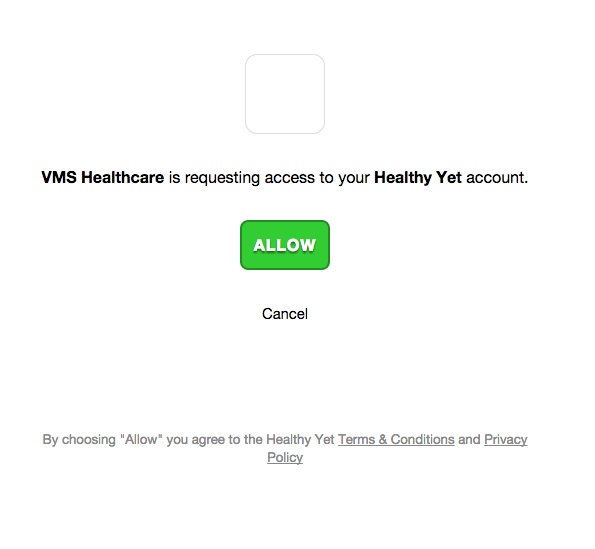 VMS Healthcare is requesting access to your Healthy Yet account.
ALLOW
Cancel
By choosing "Allow" you agree to the Healthy Yet Terms & Conditions and Privacy
Policy